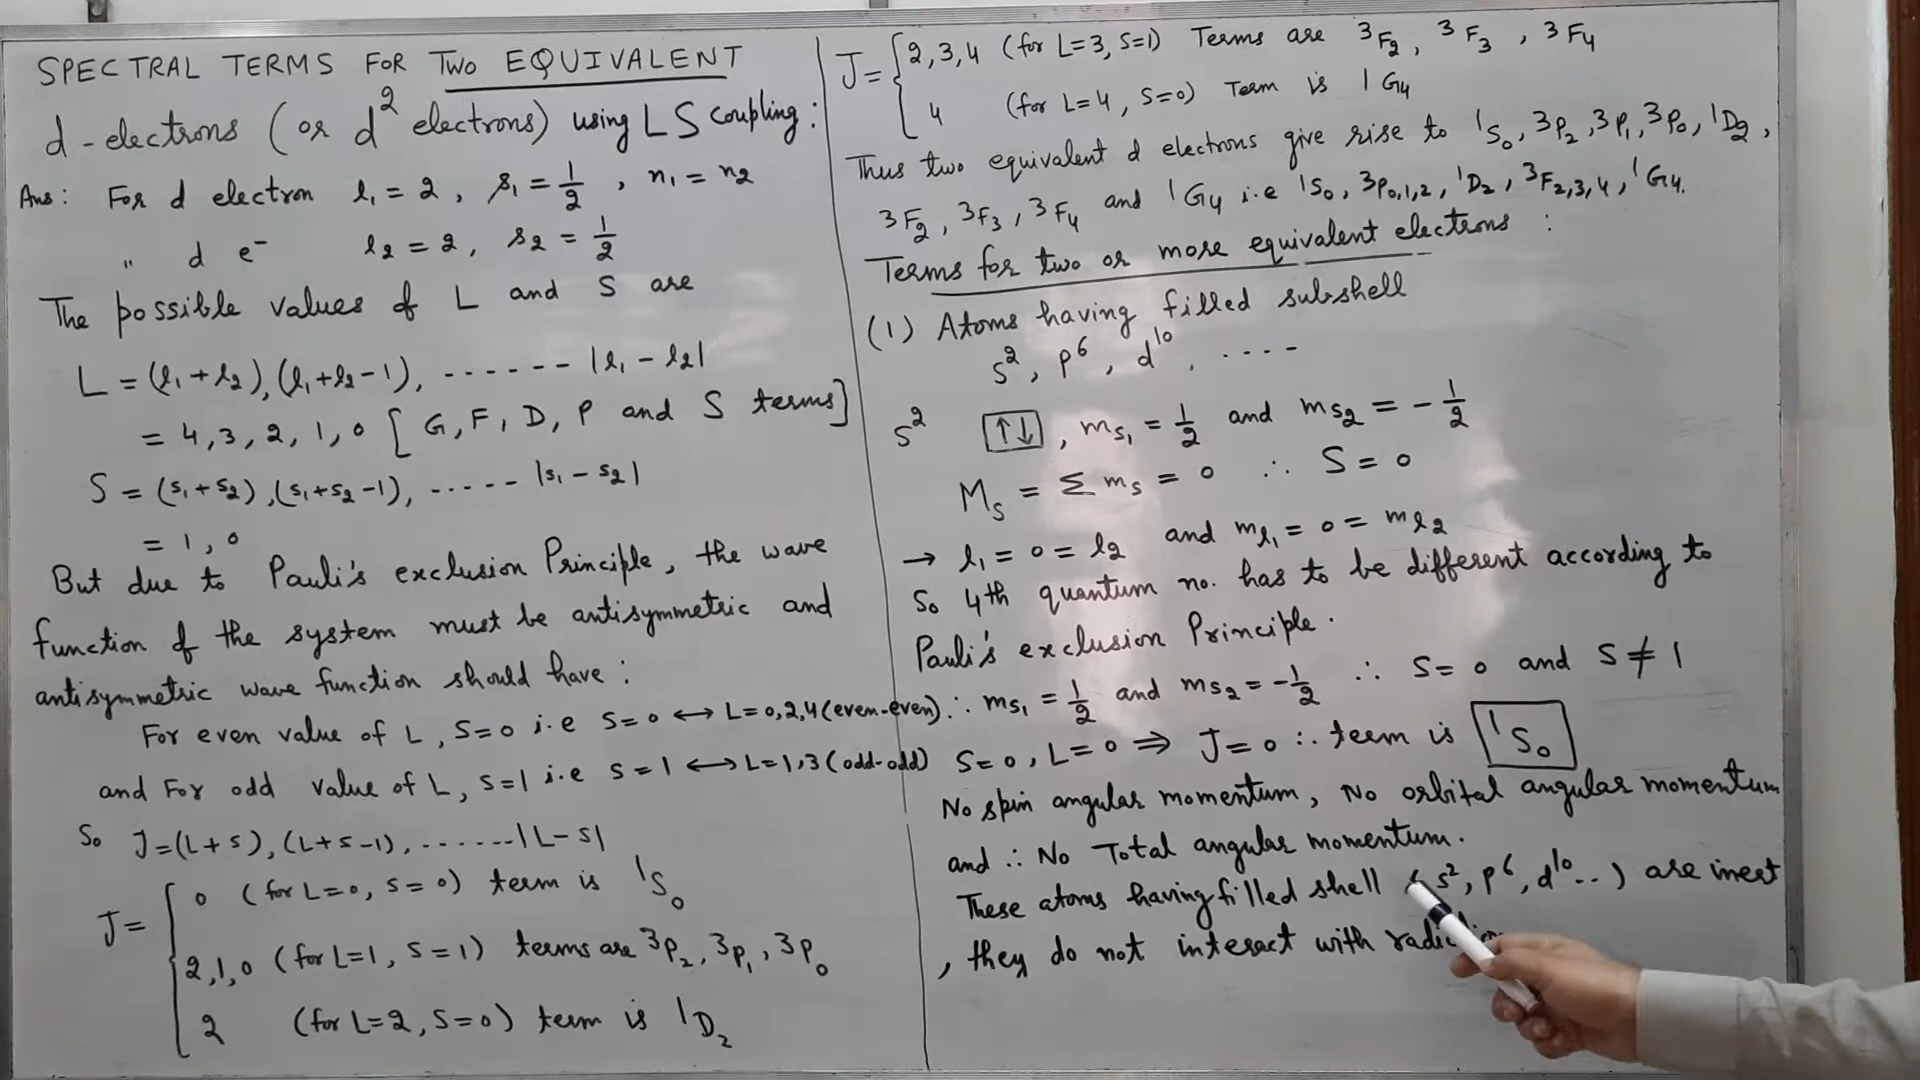 SPECTRAL TERMS FOR TWO EQUIVALENT
d-electrons (or d² electrons) using LS coupling:
Ans: For d electron l₁ = 2, s₁ = 1/2, n₁ = n₂
" d e⁻ l₂ = 2, s₂ = 1/2
The possible values of L and S are
L = (l₁+l₂), (l₁+l₂-1), ------ |l₁ - l₂|
= 4, 3, 2, 1, 0 [G, F, D, P and S terms]
S = (s₁+s₂), (s₁+s₂-1), ----- |s₁ - s₂|
= 1, 0
But due to Pauli's exclusion Principle, the wave
function of the system must be antisymmetric and
antisymmetric wave function should have:
For even value of L, S=0 i.e S=0 ⟷ L=0,2,4 (even-even)
and For odd value of L, S=1 i.e S=1 ⟷ L=1,3 (odd-odd)
So J=(L+S), (L+S-1), ...... |L-S|
J= { 0 (for L=0, S=0) term is ¹S₀
2,1,0 (for L=1, S=1) terms are ³P₂, ³P₁, ³P₀
2 (for L=2, S=0) term is ¹D₂
J= { 2,3,4 (for L=3, S=1) Terms are ³F₂, ³F₃, ³F₄
4 (for L=4, S=0) Term is ¹G₄
Thus two equivalent d electrons give rise to ¹S₀, ³P₂, ³P₁, ³P₀, ¹D₂,
³F₂, ³F₃, ³F₄ and ¹G₄ i.e ¹S₀, ³P₀,₁,₂, ¹D₂, ³F₂,₃,₄, ¹G₄.
Terms for two or more equivalent electrons:
(1) Atoms having filled subshell
s², p⁶, d¹⁰, ....
s² [↑↓], mₛ₁ = 1/2 and mₛ₂ = -1/2
Mₛ = Σ mₛ = 0 ∴ S = 0
→ l₁ = 0 = l₂ and mₗ₁ = 0 = mₗ₂
So 4th quantum no. has to be different according to
Pauli's exclusion Principle.
∴ mₛ₁ = 1/2 and mₛ₂ = -1/2 ∴ S = 0 and S ≠ 1
S=0, L=0 ⇒ J=0 ∴ term is ¹S₀
No spin angular momentum, No orbital angular momentum
and ∴ No Total angular momentum.
These atoms having filled shell (s², p⁶, d¹⁰..) are inert
, they do not interact with